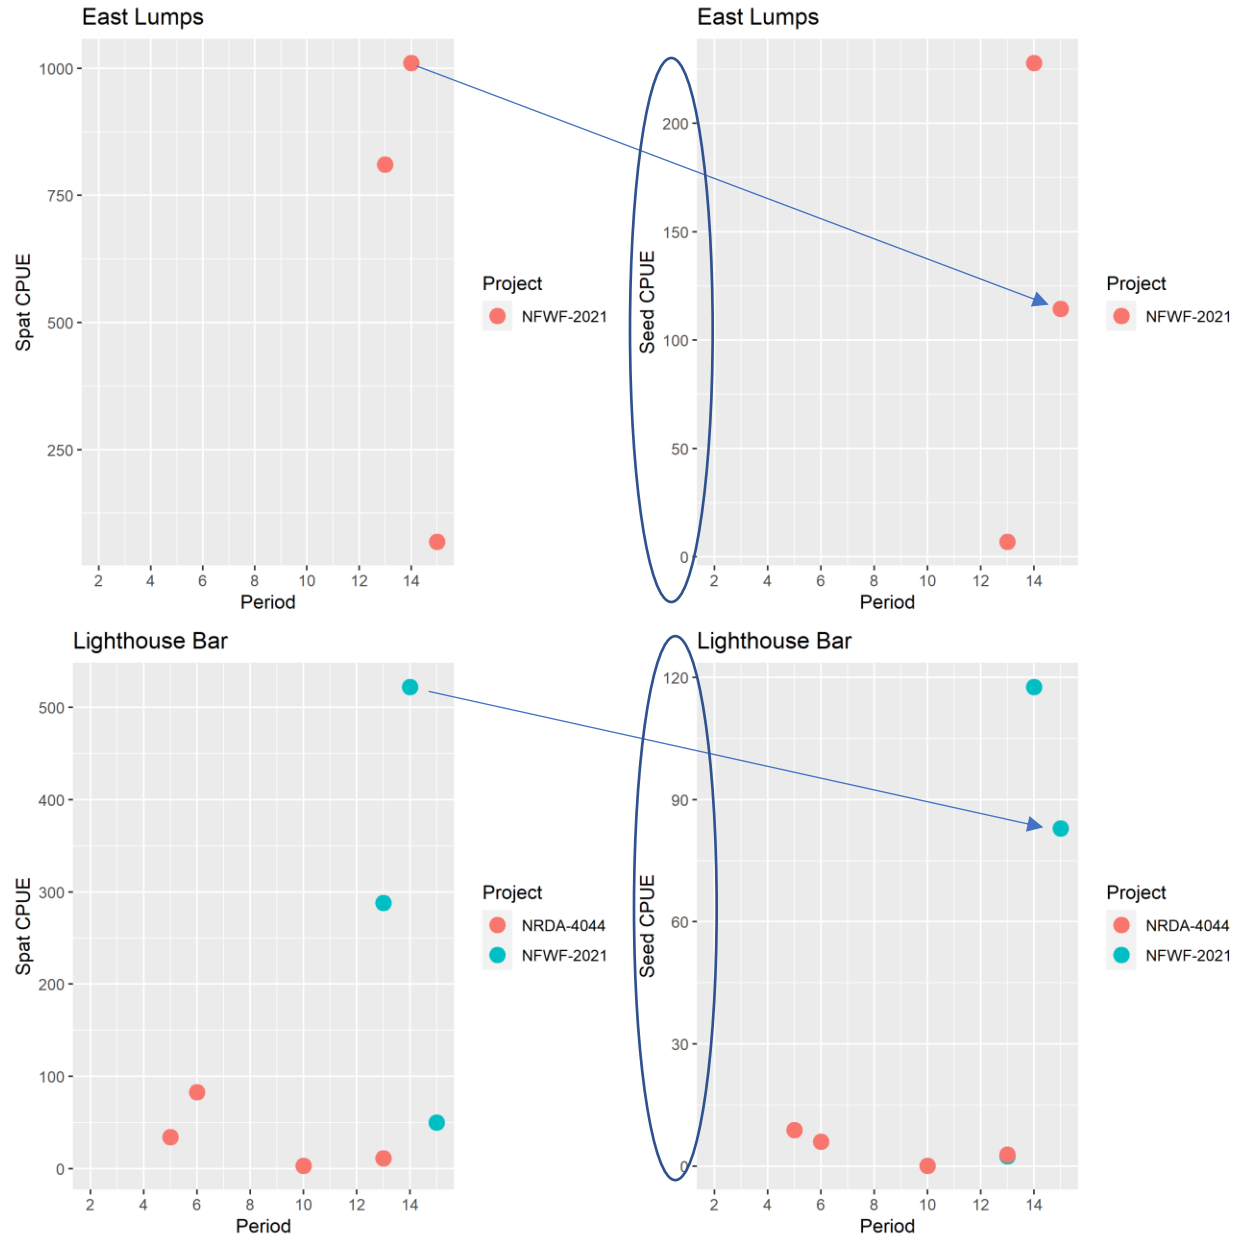 East Lumps
1000
750
500
250
Spat CPUE
2 4 6 8 10 12 14
Period
Project
NFWF-2021
East Lumps
200
150
100
50
0
Seed CPUE
2 4 6 8 10 12 14
Period
Project
NFWF-2021
Lighthouse Bar
500
400
300
200
100
0
Spat CPUE
2 4 6 8 10 12 14
Period
Project
NRDA-4044
NFWF-2021
Lighthouse Bar
120
90
60
30
0
Seed CPUE
2 4 6 8 10 12 14
Period
Project
NRDA-4044
NFWF-2021